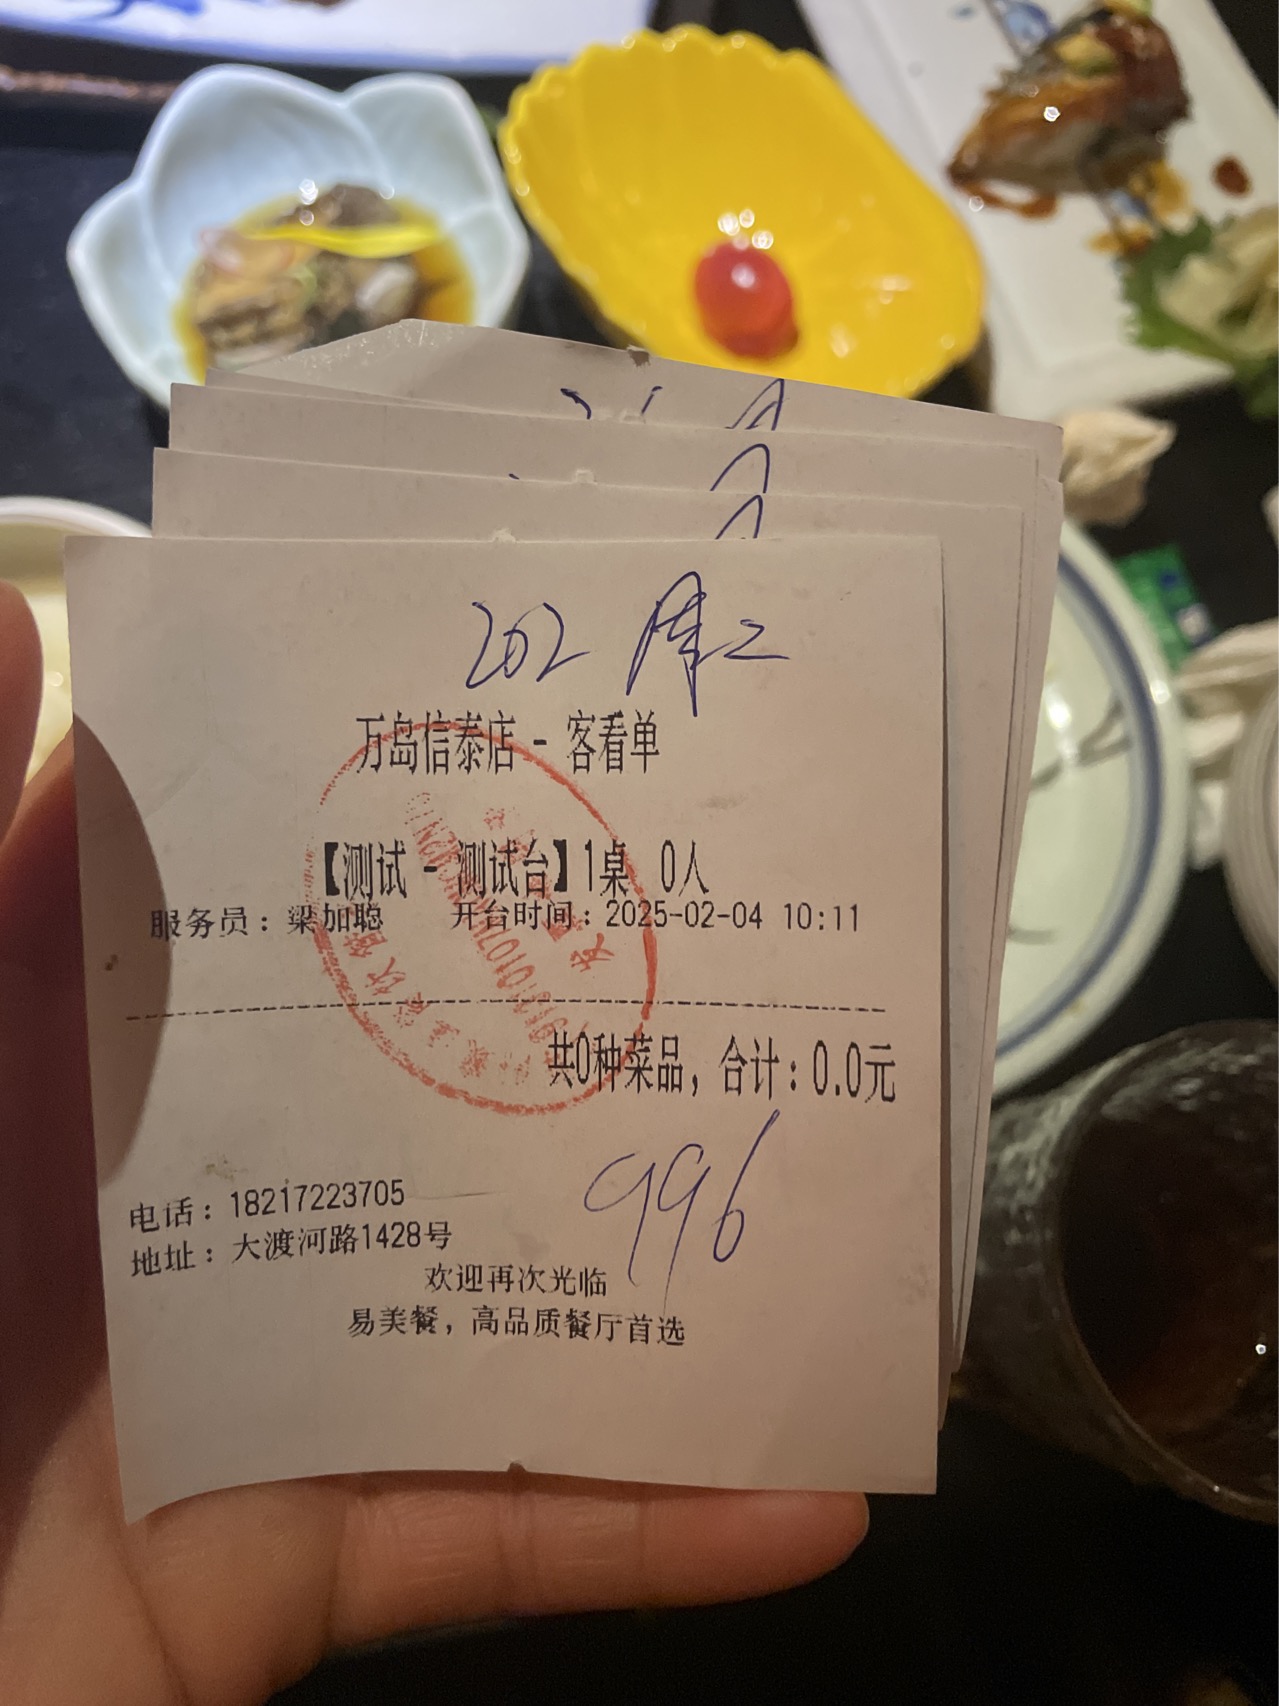 202 席二
万岛信泰店 - 客看单
【测试 - 测试台】1桌 0人
服务员：梁加聪 开台时间：2025-02-04 10:11
共0种菜品，合计：0.0元
996
电话：18217223705
地址：大渡河路1428号
欢迎再次光临
易美餐，高品质餐厅首选